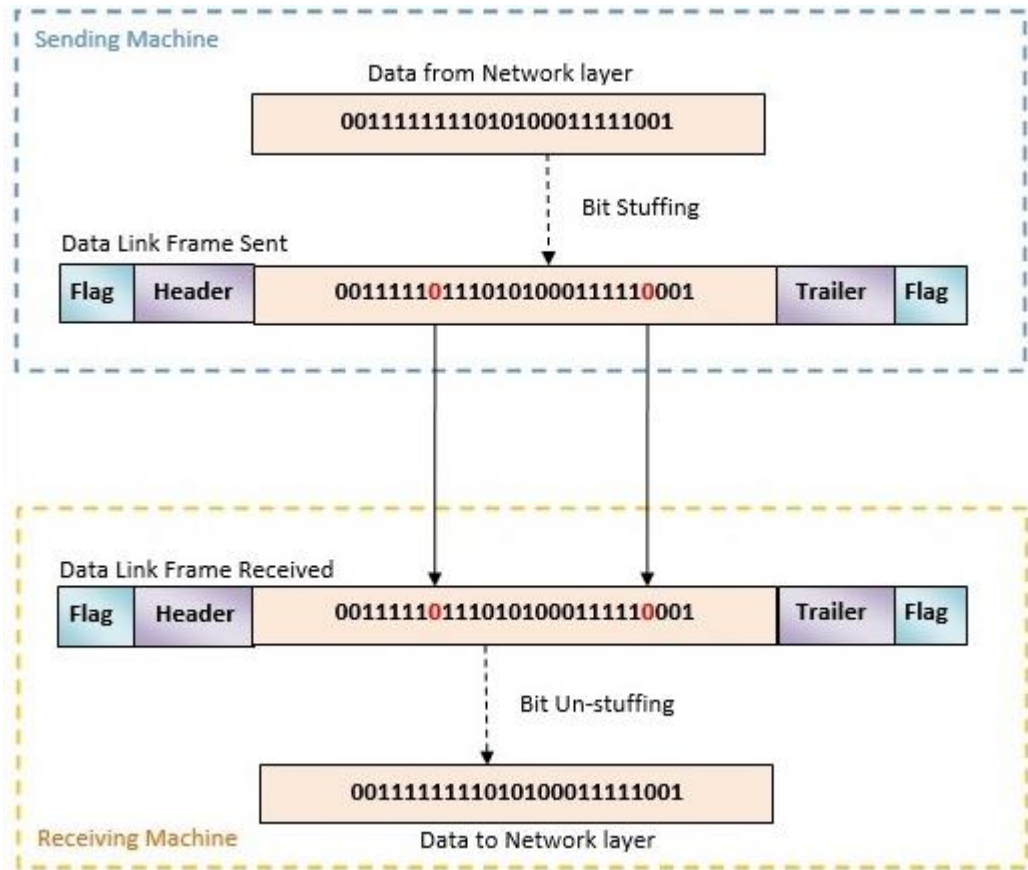 Sending Machine
Data from Network layer
0011111111010100011111001
Bit Stuffing
Data Link Frame Sent
Flag Header 001111101110101000111110001 Trailer Flag
Data Link Frame Received
Flag Header 001111101110101000111110001 Trailer Flag
Bit Un-stuffing
0011111111010100011111001
Receiving Machine Data to Network layer